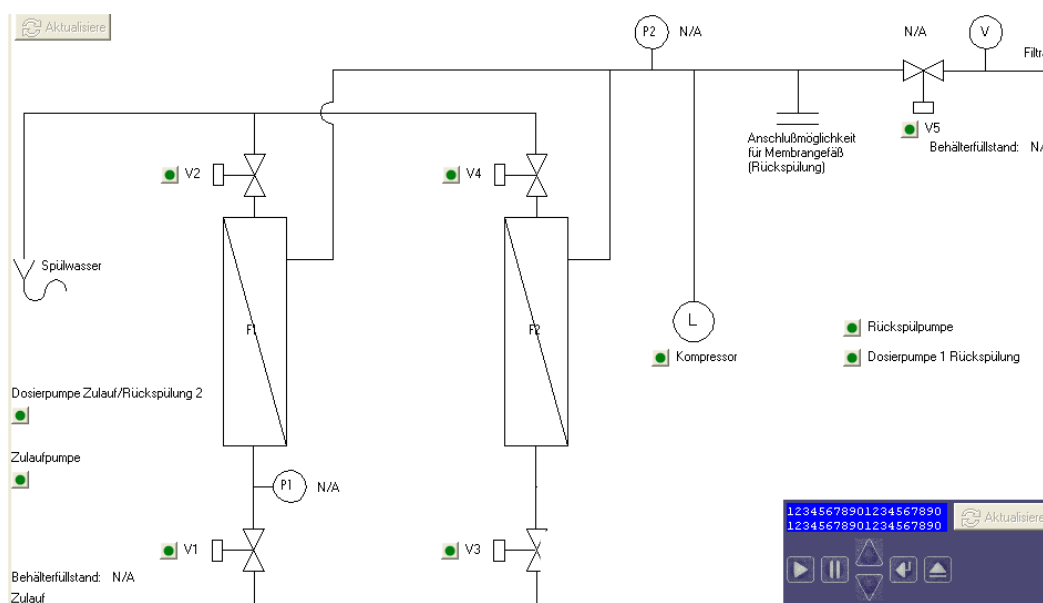 Aktualisiere
P2 N/A
N/A V
V5
Anschlußmöglichkeit
für Membrangefäß
(Rückspülung)
Behälterfüllstand:
V2
V4
Spülwasser
F1
F2
L
Kompressor
Rückspülpumpe
Dosierpumpe 1 Rückspülung
Dosierpumpe Zulauf/Rückspülung 2
Zulaufpumpe
P1 N/A
12345678901234567890
12345678901234567890
Aktualisiere
V1
V3
Behälterfüllstand: N/A
Zulauf